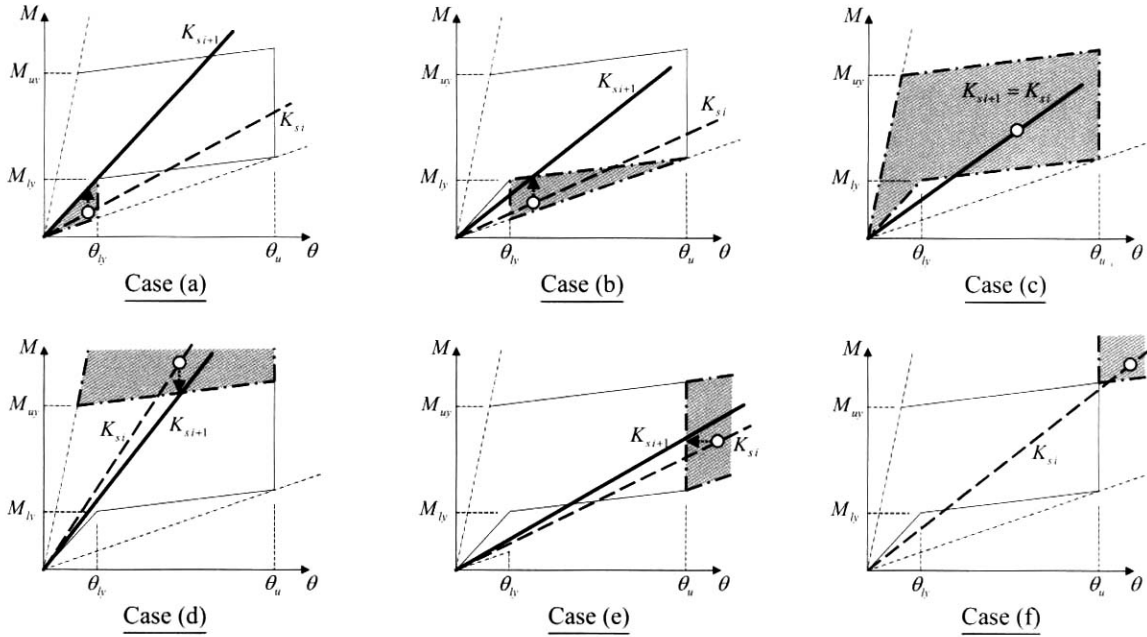 M
K_{si+1}
M_{uy}
K_{si}
M_{ly}
θ_{ly} θ_u θ
Case (a)
M
K_{si+1}
M_{uy}
K_{si}
M_{ly}
θ_{ly} θ_u θ
Case (b)
M
M_{uy}
K_{si+1} = K_{si}
M_{ly}
θ_{ly} θ_u θ
Case (c)
M
M_{uy}
K_{si} K_{si+1}
M_{ly}
θ_{ly} θ_u θ
Case (d)
M
M_{uy}
K_{si+1} K_{si}
M_{ly}
θ_{ly} θ_u θ
Case (e)
M
M_{uy}
K_{si}
M_{ly}
θ_{ly} θ_u θ
Case (f)